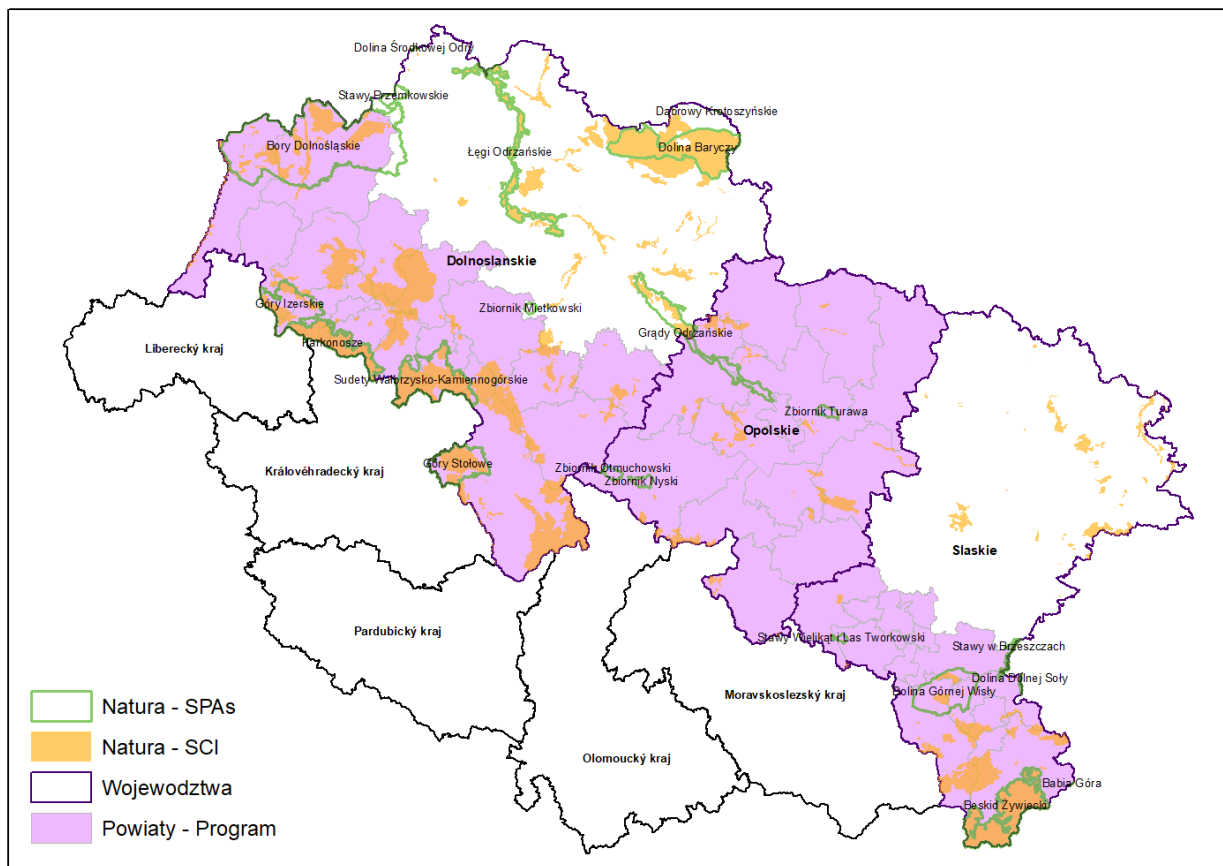 Dolina Środkowej Odry
Stawy Przemkowskie
Dąbrowy Krotoszyńskie
Bory Dolnośląskie
Łęgi Odrzańskie
Dolina Baryczy
Dolnoslanskie
Góry Izerskie
Zbiornik Mietkowski
Grądy Odrzańskie
Karkonosze
Liberecký kraj
Sudety Wałbrzysko-Kamiennogórskie
Zbiornik Turawa
Opolskie
Góry Stołowe
Zbiornik Otmuchowski
Królovéhradecký kraj
Zbiornik Nyski
Slaskie
Pardubický kraj
Stawy Wielikąt i Las Tworkowski
Stawy w Brzeszczach
Dolina Dolnej Soły
Dolina Górnej Wisły
Moravskoslezský kraj
Olomoucký kraj
Babia Góra
Beskid Żywiecki
Natura - SPAs
Natura - SCI
Wojewodztwa
Powiaty - Program